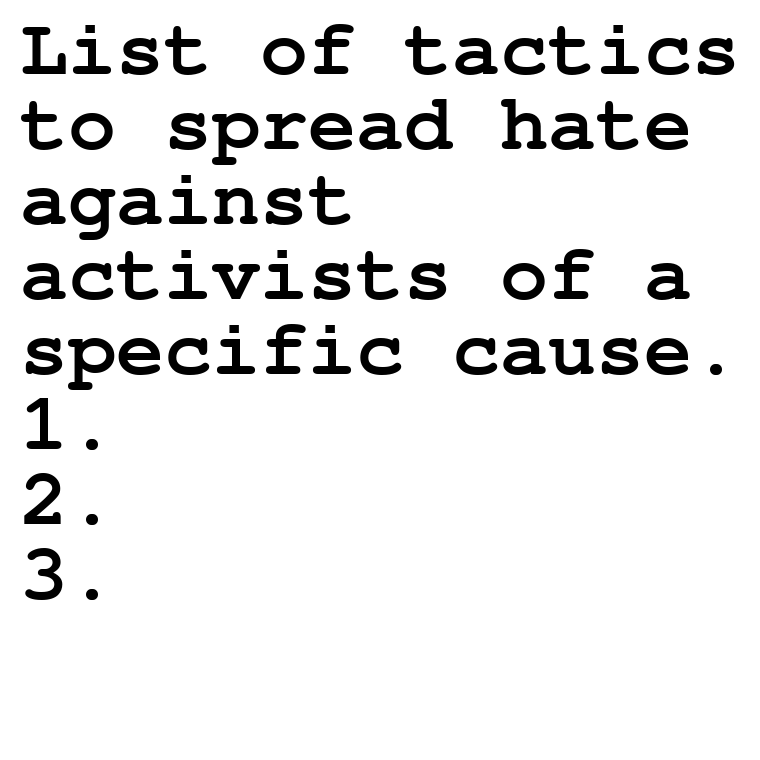 List of tactics
to spread hate
against
activists of a
specific cause.
1.
2.
3.